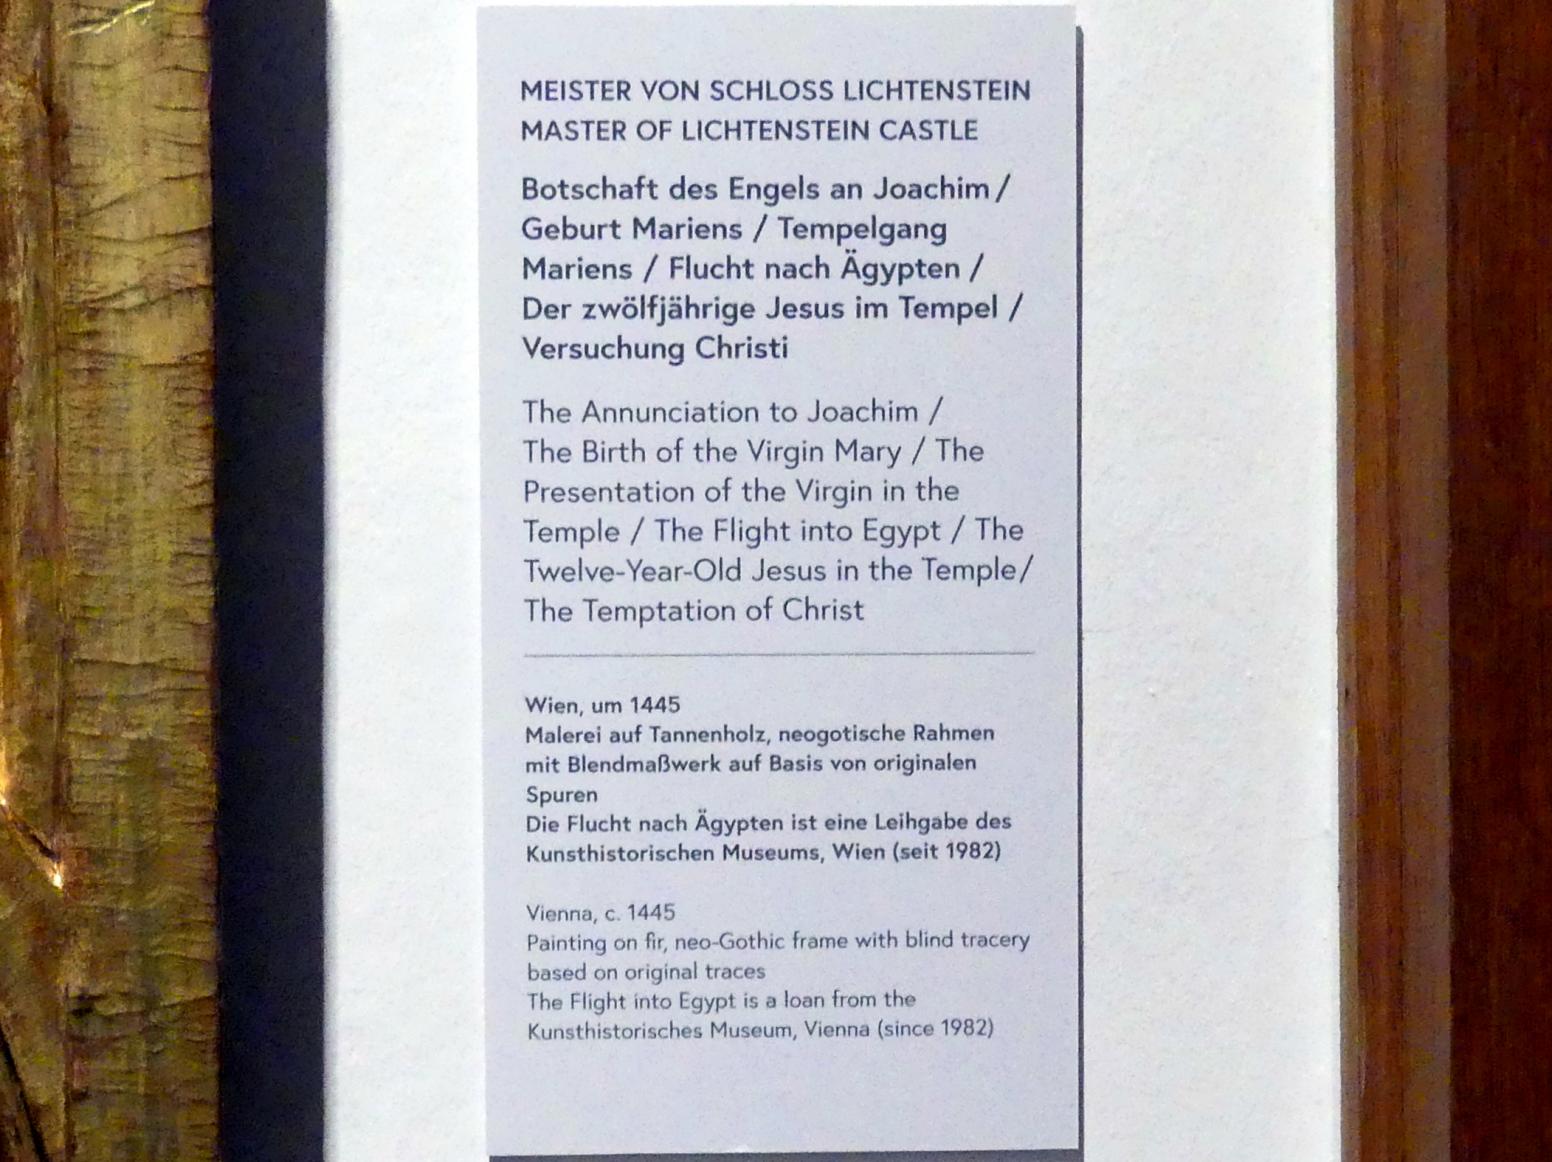 MEISTER VON SCHLOSS LICHTENSTEIN
MASTER OF LICHTENSTEIN CASTLE
Botschaft des Engels an Joachim /
Geburt Mariens / Tempelgang
Mariens / Flucht nach Ägypten /
Der zwölfjährige Jesus im Tempel /
Versuchung Christi
The Annunciation to Joachim /
The Birth of the Virgin Mary / The
Presentation of the Virgin in the
Temple / The Flight into Egypt / The
Twelve-Year-Old Jesus in the Temple/
The Temptation of Christ
Wien, um 1445
Malerei auf Tannenholz, neogotische Rahmen
mit Blendmaßwerk auf Basis von originalen
Spuren
Die Flucht nach Ägypten ist eine Leihgabe des
Kunsthistorischen Museums, Wien (seit 1982)
Vienna, c. 1445
Painting on fir, neo-Gothic frame with blind tracery
based on original traces
The Flight into Egypt is a loan from the
Kunsthistorisches Museum, Vienna (since 1982)